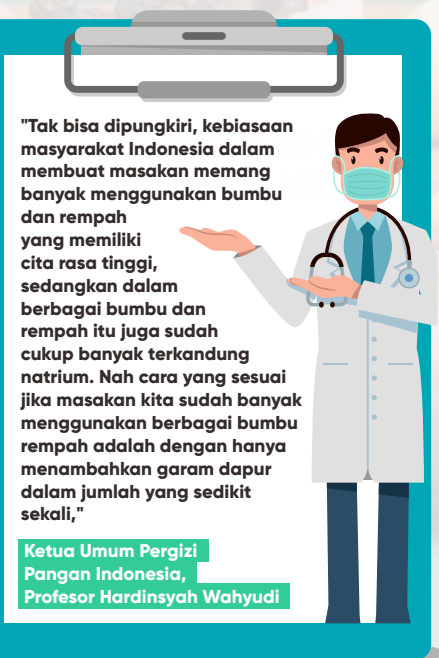 "Tak bisa dipungkiri, kebiasaan
masyarakat Indonesia dalam
membuat masakan memang
banyak menggunakan bumbu
dan rempah
yang memiliki
cita rasa tinggi,
sedangkan dalam
berbagai bumbu dan
rempah itu juga sudah
cukup banyak terkandung
natrium. Nah cara yang sesuai
jika masakan kita sudah banyak
menggunakan berbagai bumbu
rempah adalah dengan hanya
menambahkan garam dapur
dalam jumlah yang sedikit
sekali,"
Ketua Umum Pergizi
Pangan Indonesia,
Profesor Hardinsyah Wahyudi